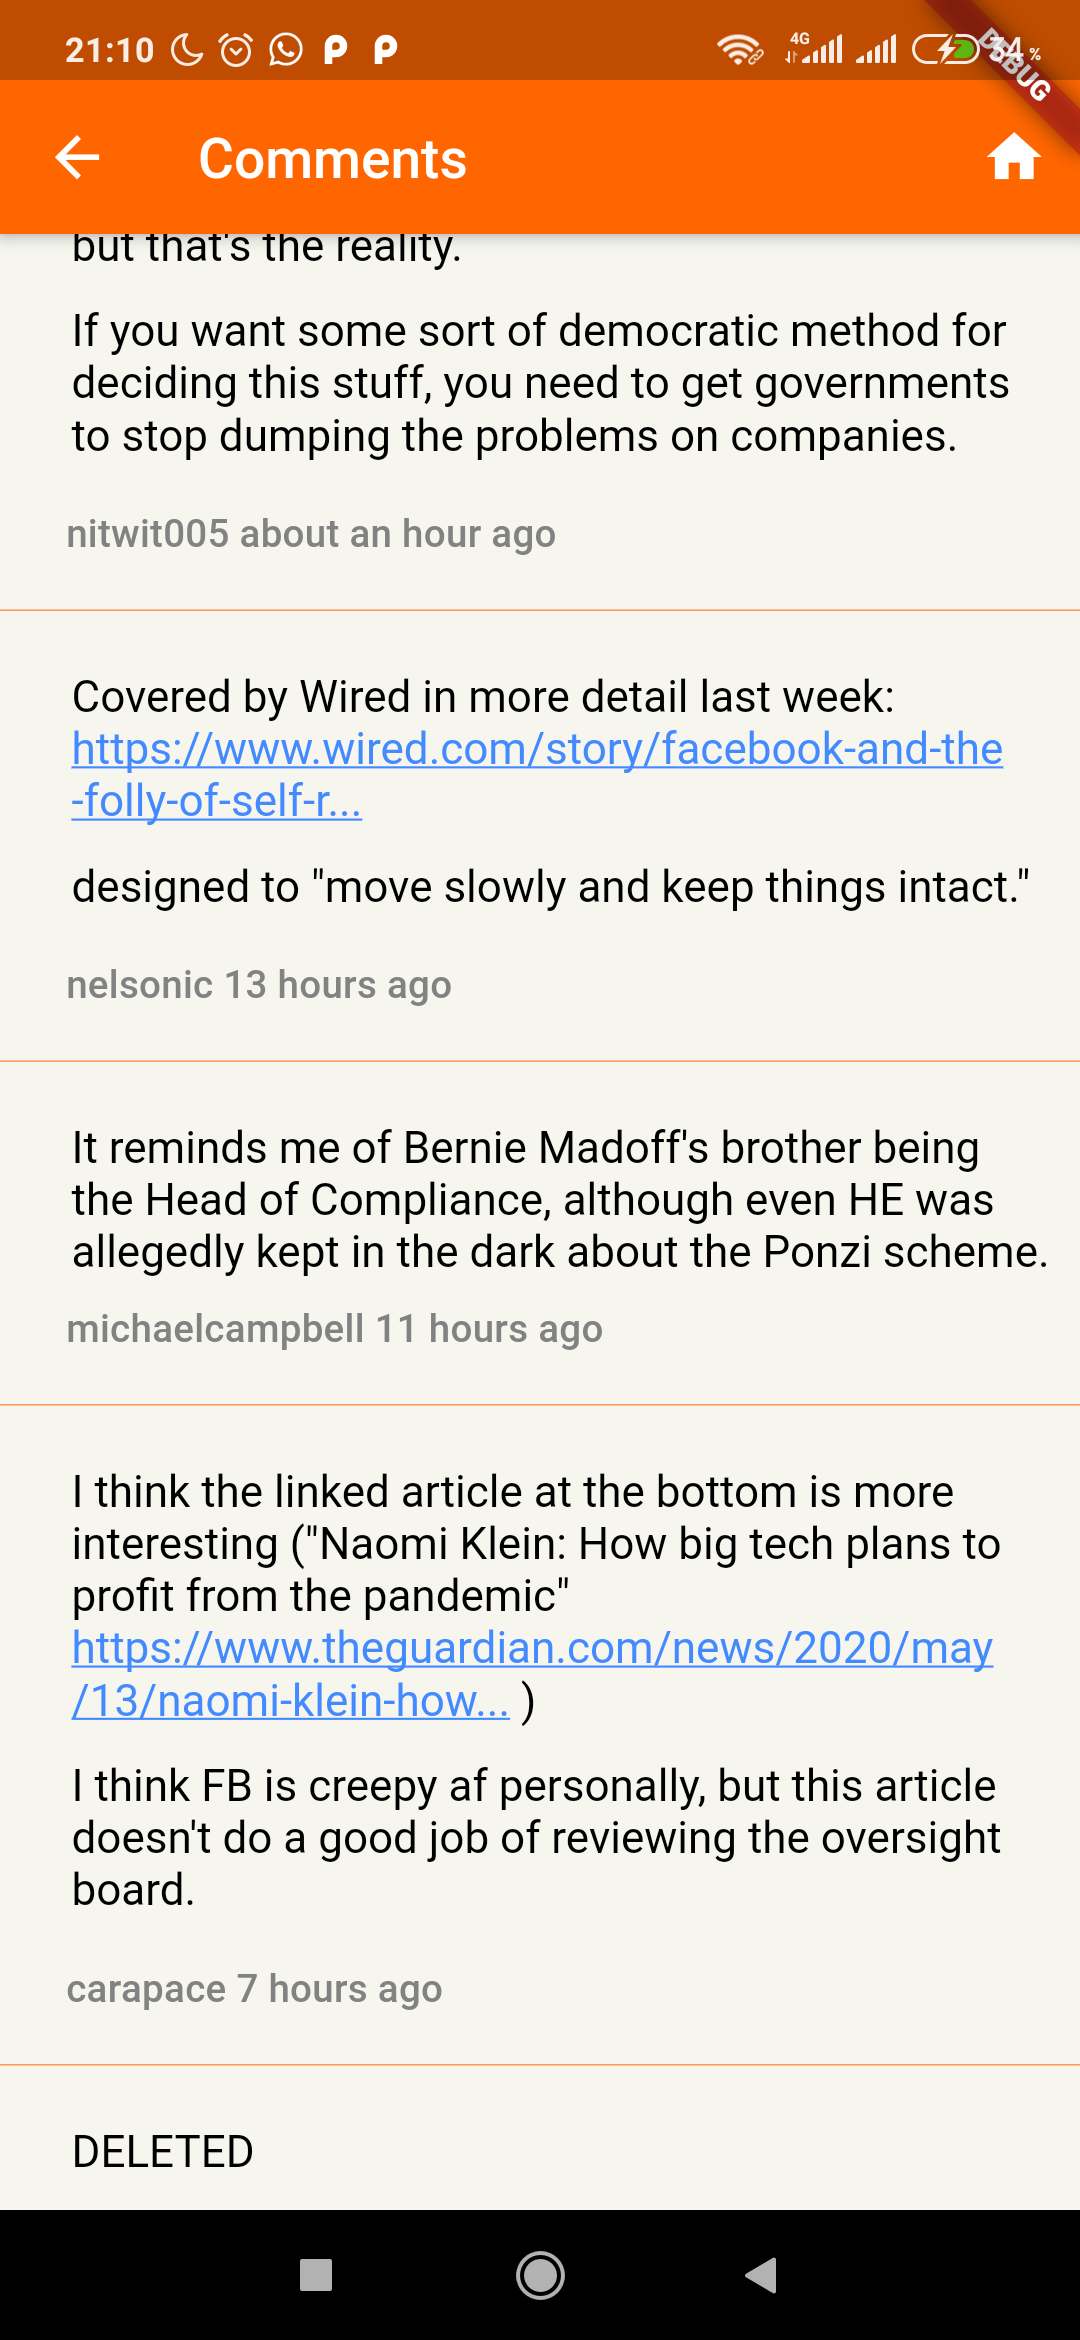 21:10
4G
34%
DEBUG
Comments
but that's the reality.
If you want some sort of democratic method for
deciding this stuff, you need to get governments
to stop dumping the problems on companies.
nitwit005 about an hour ago
Covered by Wired in more detail last week:
https://www.wired.com/story/facebook-and-the
-folly-of-self-r...
designed to "move slowly and keep things intact."
nelsonic 13 hours ago
It reminds me of Bernie Madoff's brother being
the Head of Compliance, although even HE was
allegedly kept in the dark about the Ponzi scheme.
michaelcampbell 11 hours ago
I think the linked article at the bottom is more
interesting ("Naomi Klein: How big tech plans to
profit from the pandemic"
https://www.theguardian.com/news/2020/may
/13/naomi-klein-how... )
I think FB is creepy af personally, but this article
doesn't do a good job of reviewing the oversight
board.
carapace 7 hours ago
DELETED